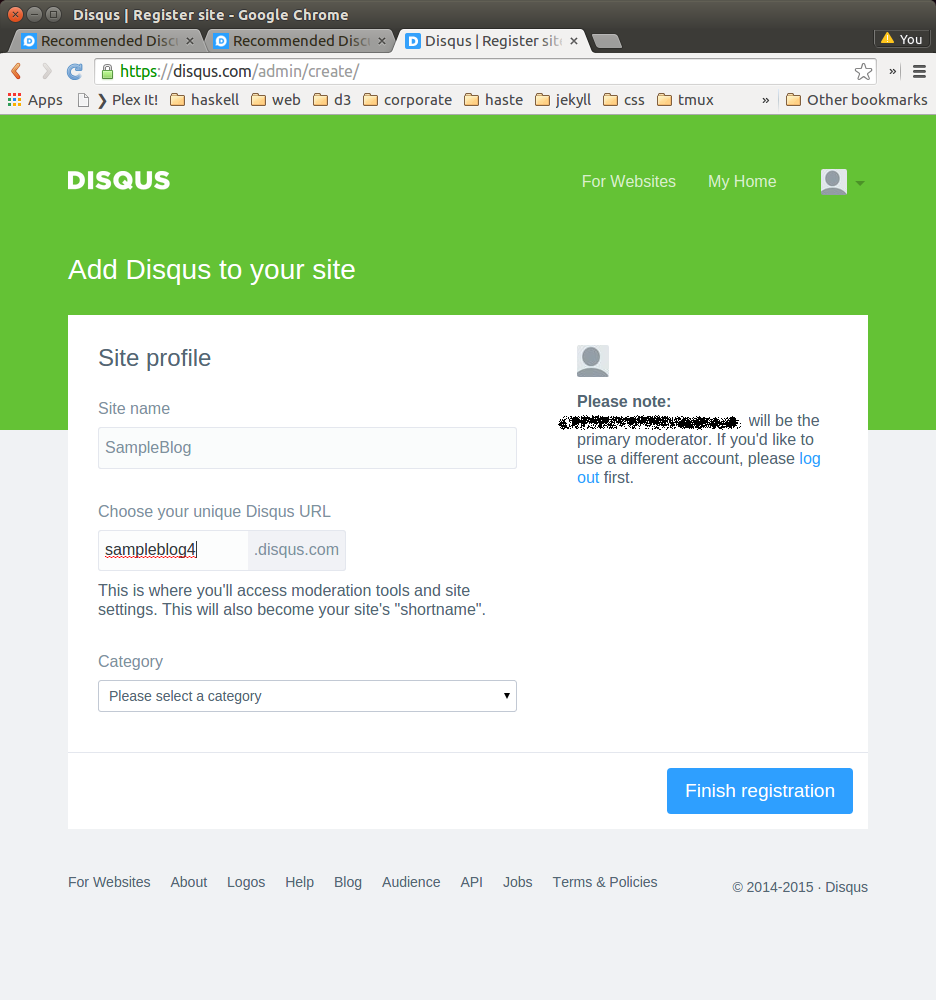 Disqus | Register site - Google Chrome
Recommended Disc × Recommended Disc × Disqus | Register site × You
https://disqus.com/admin/create/ »
Apps ❯ Plex It! haskell web d3 corporate haste jekyll css tmux » Other bookmarks
DISQUS For Websites My Home
Add Disqus to your site
Site profile
Site name
SampleBlog
Choose your unique Disqus URL
sampleblog4 .disqus.com
This is where you'll access moderation tools and site
settings. This will also become your site's "shortname".
Category
Please select a category
Please note:
will be the
primary moderator. If you'd like to
use a different account, please log
out first.
Finish registration
For Websites About Logos Help Blog Audience API Jobs Terms & Policies
© 2014-2015 · Disqus